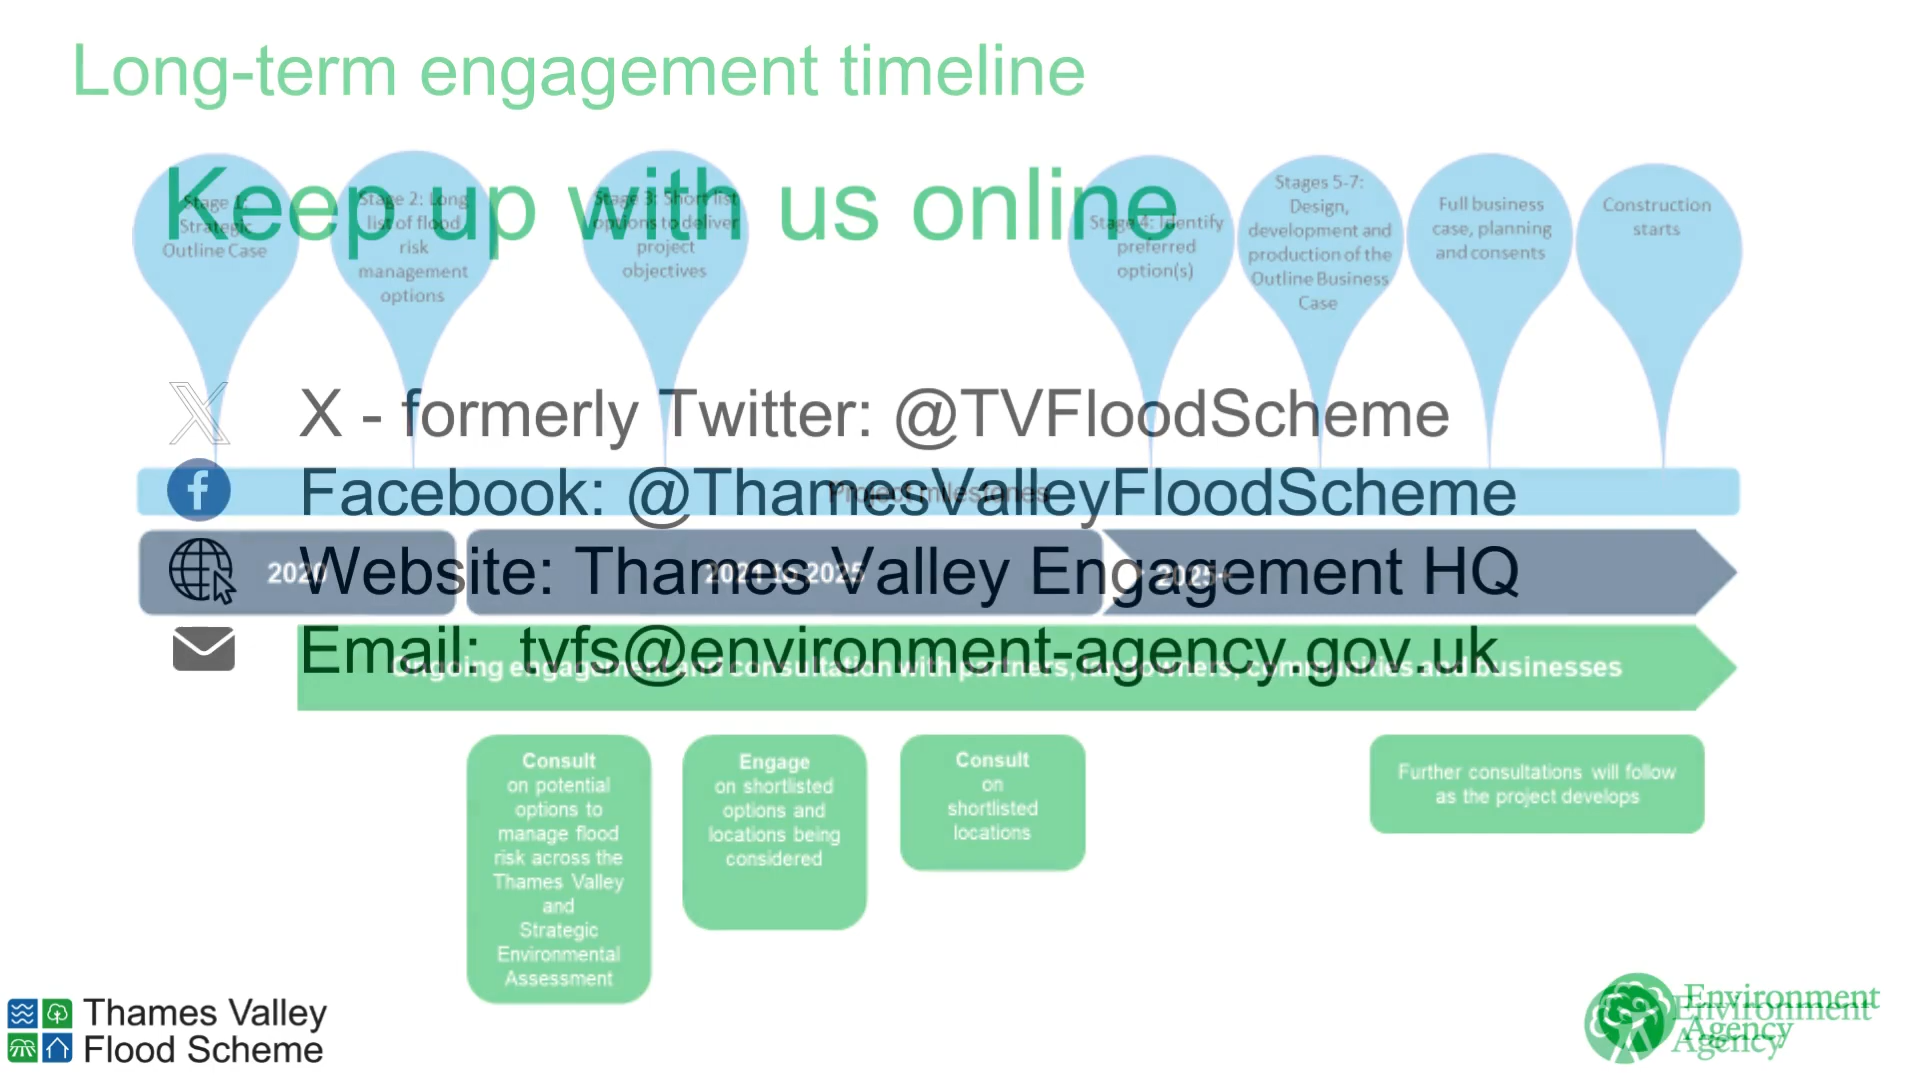 Long-term engagement timeline
Keep up with us online
Stage 1:
Strategic
Outline Case
Stage 2: Long
list of flood
risk
management
options
Stage 3: Short list
options to deliver
project
objectives
Stage 4: Identify
preferred
option(s)
Stages 5-7:
Design,
development and
production of the
Outline Business
Case
Full business
case, planning
and consents
Construction
starts
X - formerly Twitter: @TVFloodScheme
Facebook: @ThamesValleyFloodScheme
Project milestones
Website: Thames Valley Engagement HQ
2020
2021 to 2025
2025+
Email: tvfs@environment-agency.gov.uk
Ongoing engagement and consultation with partners, landowners, communities and businesses
Consult
on potential
options to
manage flood
risk across the
Thames Valley
and
Strategic
Environmental
Assessment
Engage
on shortlisted
options and
locations being
considered
Consult
on
shortlisted
locations
Further consultations will follow
as the project develops
Thames Valley
Flood Scheme
Environment
Agency
Environment
Agency